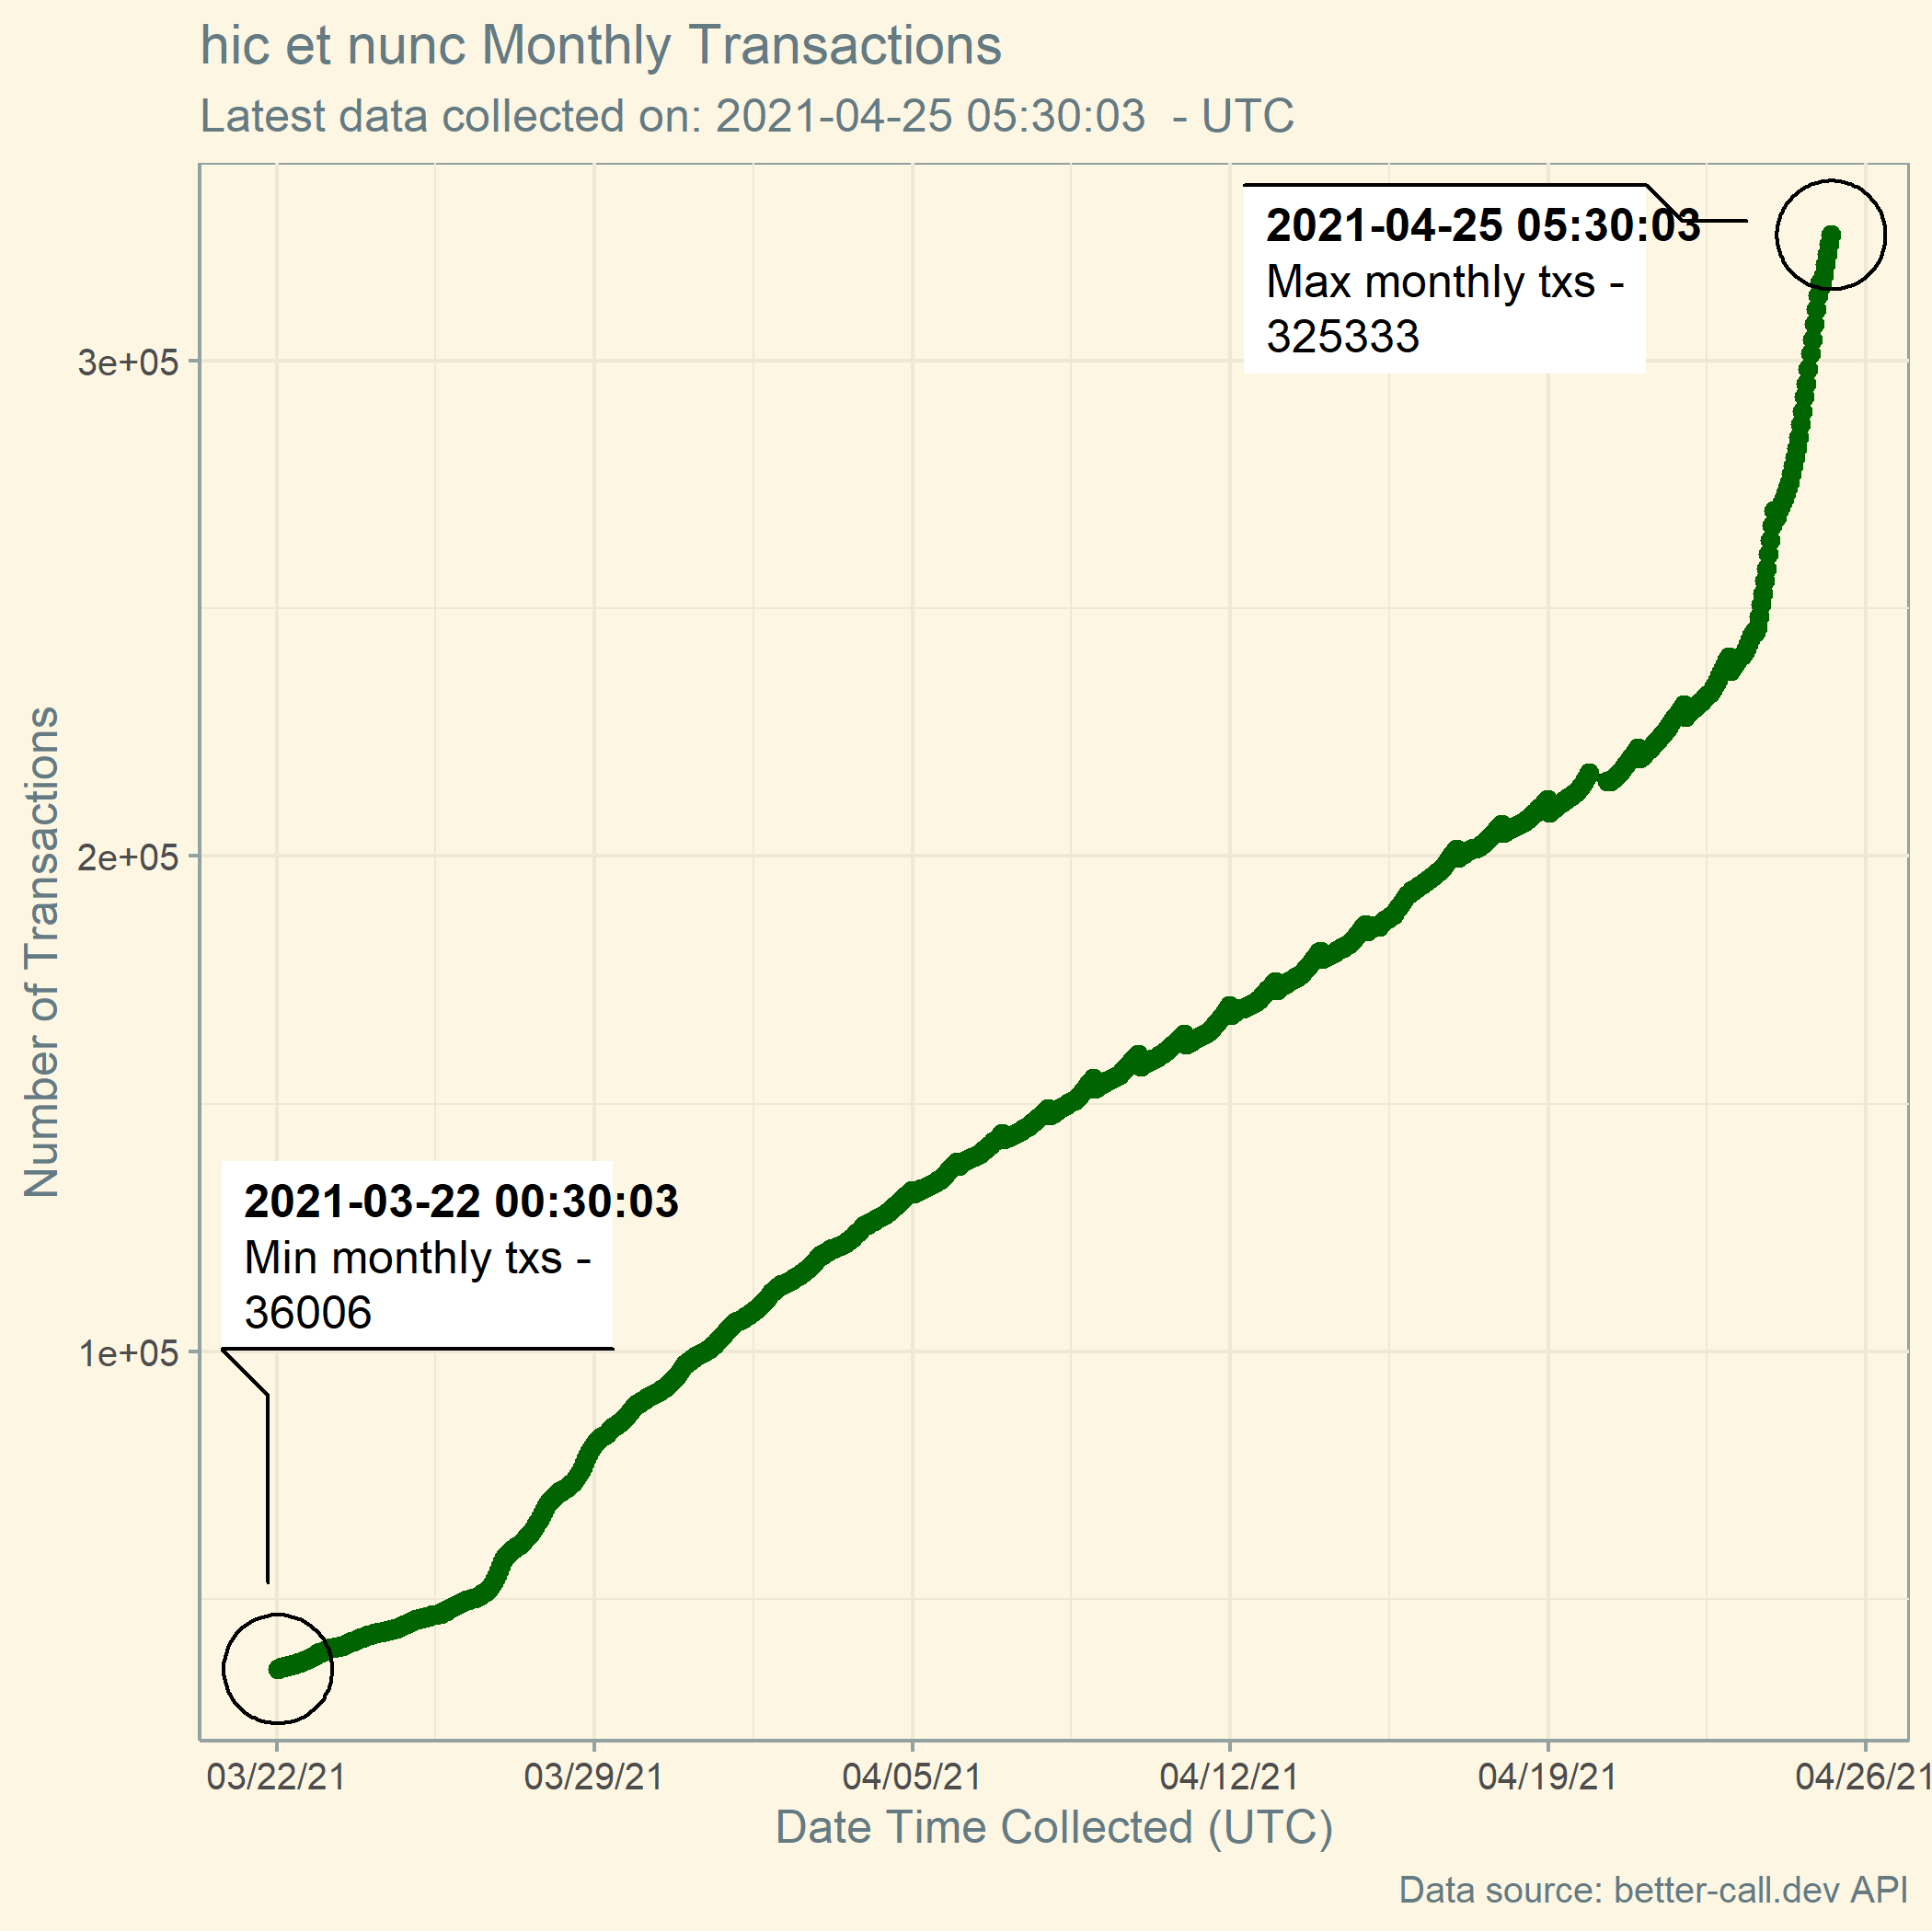 hic et nunc Monthly Transactions
Latest data collected on: 2021-04-25 05:30:03  - UTC
2021-04-25 05:30:03
Max monthly txs -
325333
3e+05
2e+05
1e+05
Number of Transactions
2021-03-22 00:30:03
Min monthly txs -
36006
03/22/21 03/29/21 04/05/21 04/12/21 04/19/21 04/26/21
Date Time Collected (UTC)
Data source: better-call.dev API